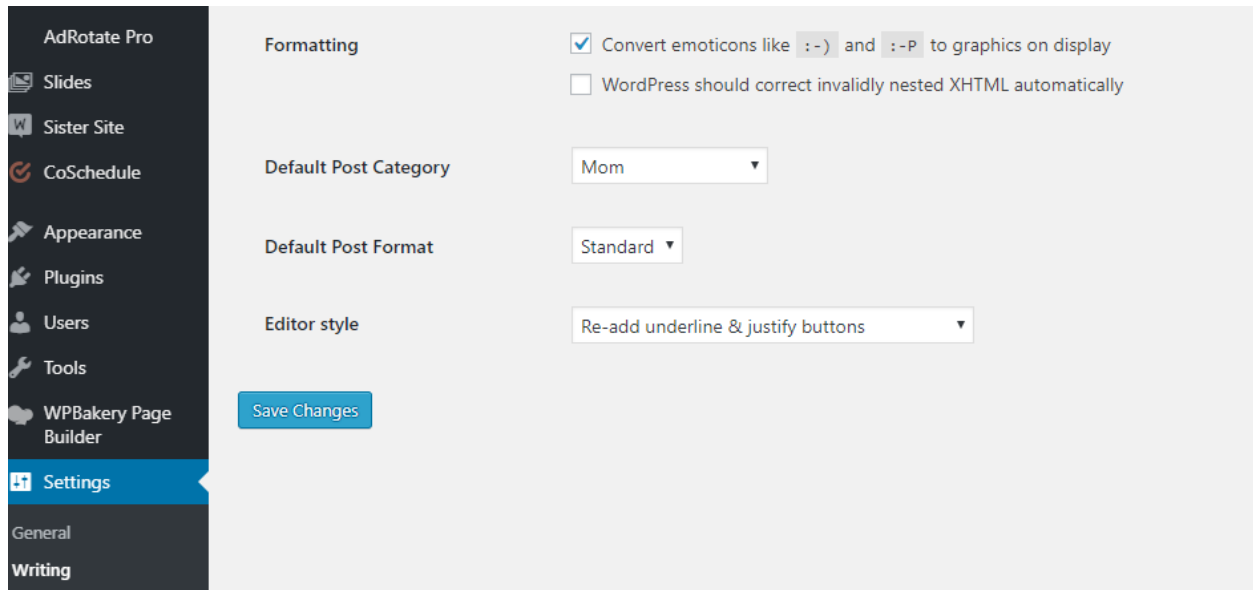 AdRotate Pro
Slides
Sister Site
CoSchedule
Appearance
Plugins
Users
Tools
WPBakery Page
Builder
Settings
General
Writing
Formatting
Convert emoticons like :-) and :-P to graphics on display
WordPress should correct invalidly nested XHTML automatically
Default Post Category
Mom
Default Post Format
Standard
Editor style
Re-add underline & justify buttons
Save Changes